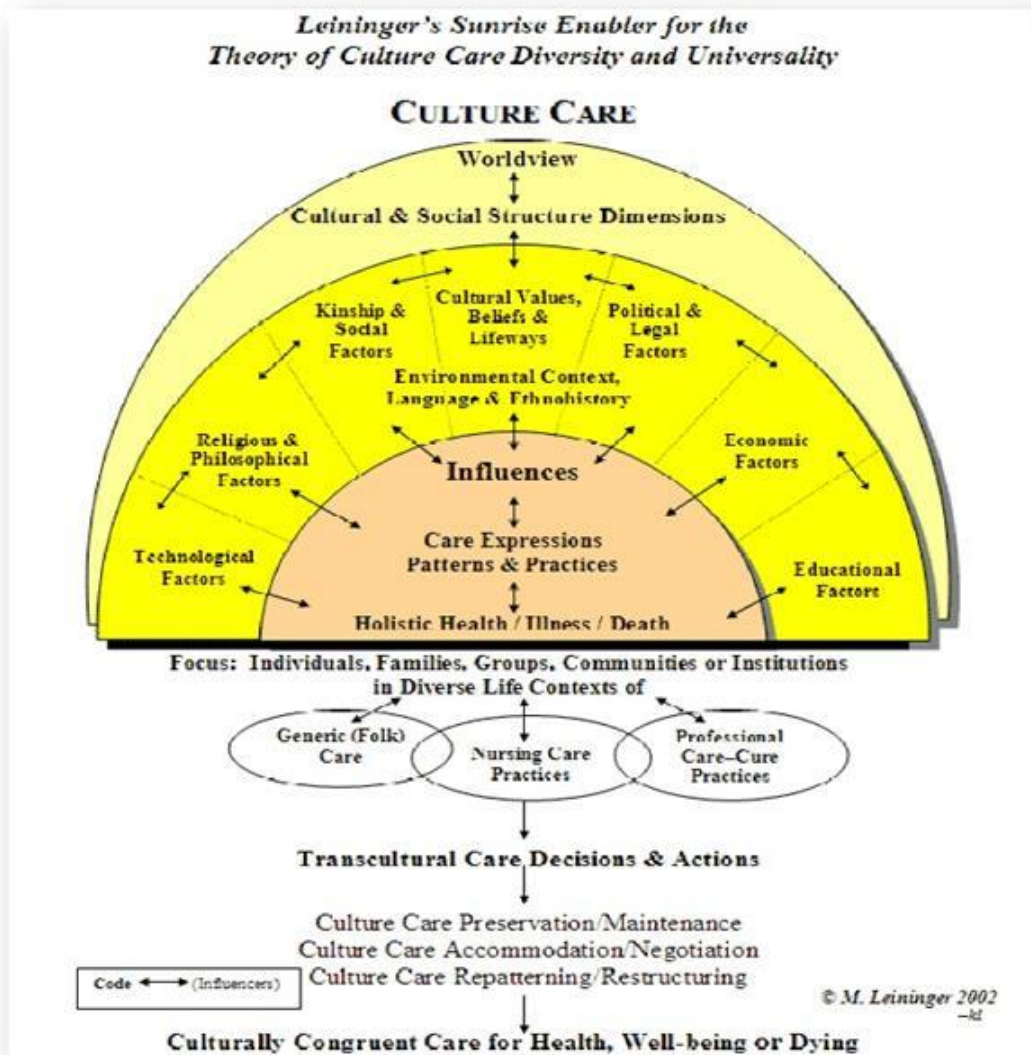 Leininger's Sunrise Enabler for the
Theory of Culture Care Diversity and Universality
CULTURE CARE
Worldview
Cultural & Social Structure Dimensions
Kinship &
Social
Factors
Cultural Values,
Beliefs &
Lifeways
Political &
Legal
Factors
Environmental Context,
Language & Ethnohistory
Religious &
Philosophical
Factors
Economic
Factors
Technological
Factors
Educational
Factors
Influences
Care Expressions
Patterns & Practices
Holistic Health / Illness / Death
Focus: Individuals, Families, Groups, Communities or Institutions
in Diverse Life Contexts of
Generic (Folk)
Care
Nursing Care
Practices
Professional
Care–Cure
Practices
Transcultural Care Decisions & Actions
Culture Care Preservation/Maintenance
Culture Care Accommodation/Negotiation
Culture Care Repatterning/Restructuring
Code (Influencers)
© M. Leininger 2002
–kl
Culturally Congruent Care for Health, Well-being or Dying